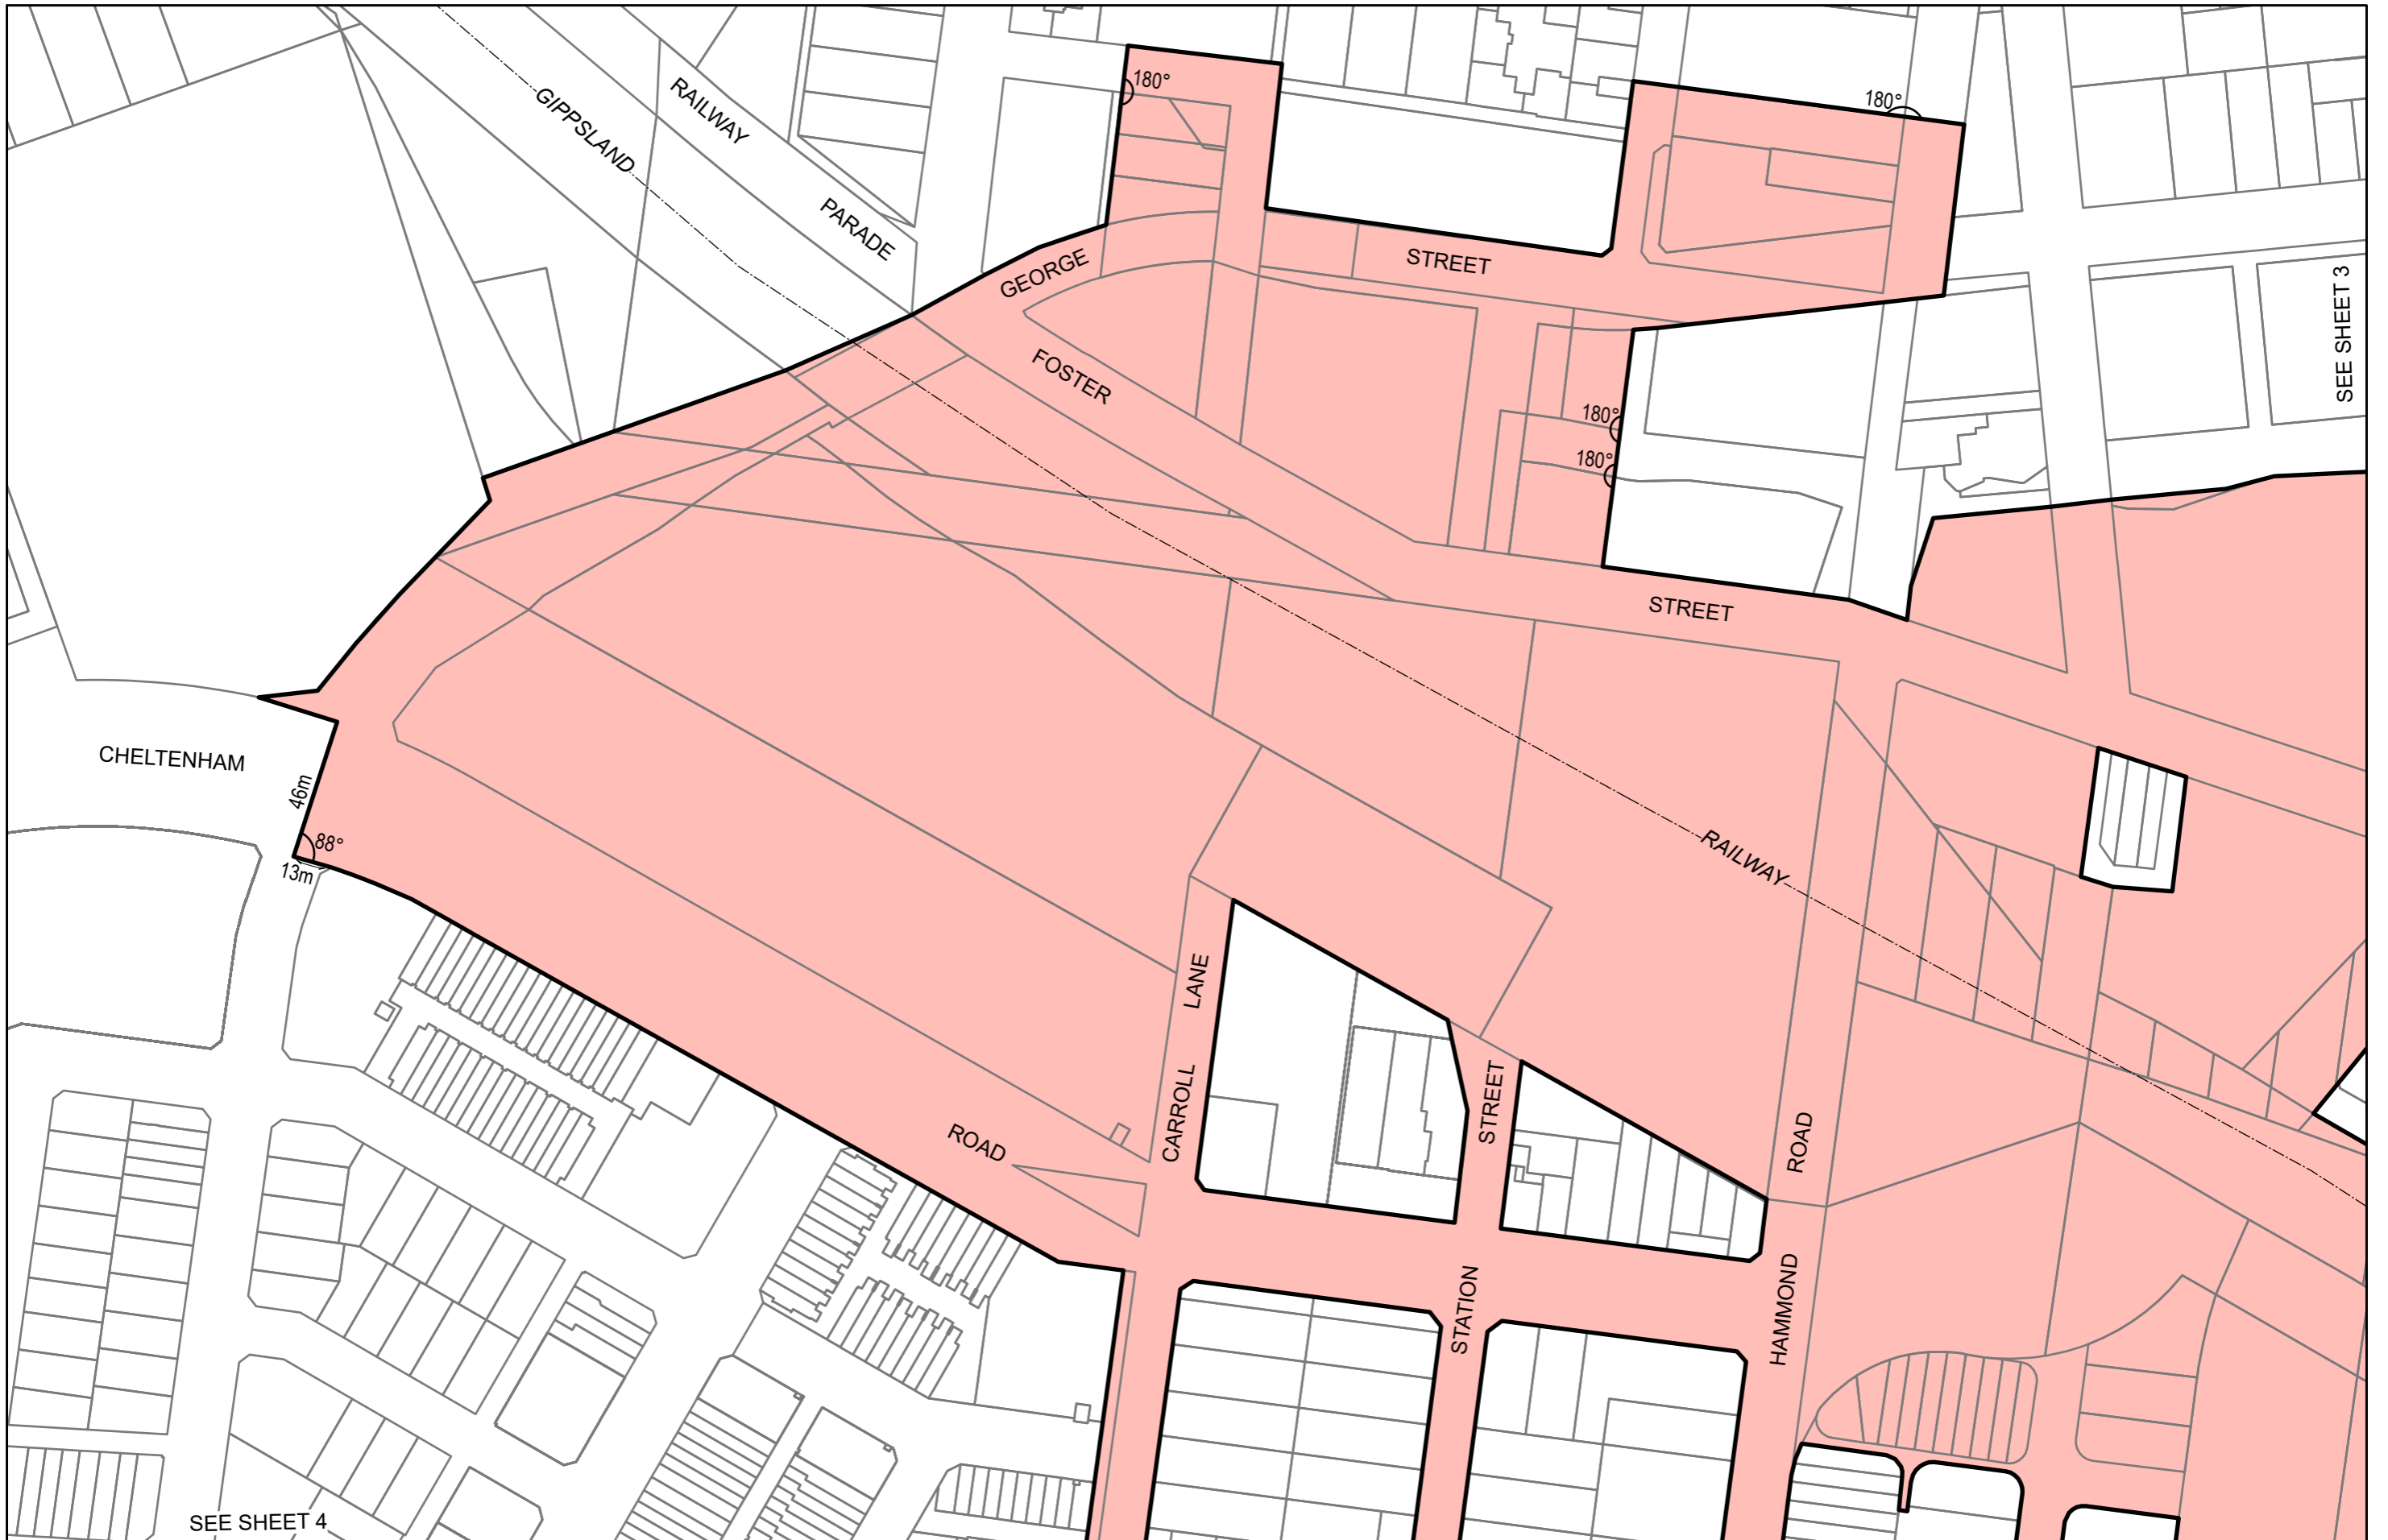 180°
180°
GIPPSLAND
RAILWAY
PARADE
GEORGE
STREET
SEE SHEET 3
FOSTER
180°
180°
STREET
CHELTENHAM
46m
88°
13m
RAILWAY
LANE
CARROLL
ROAD
STREET
ROAD
STATION
HAMMOND
SEE SHEET 4